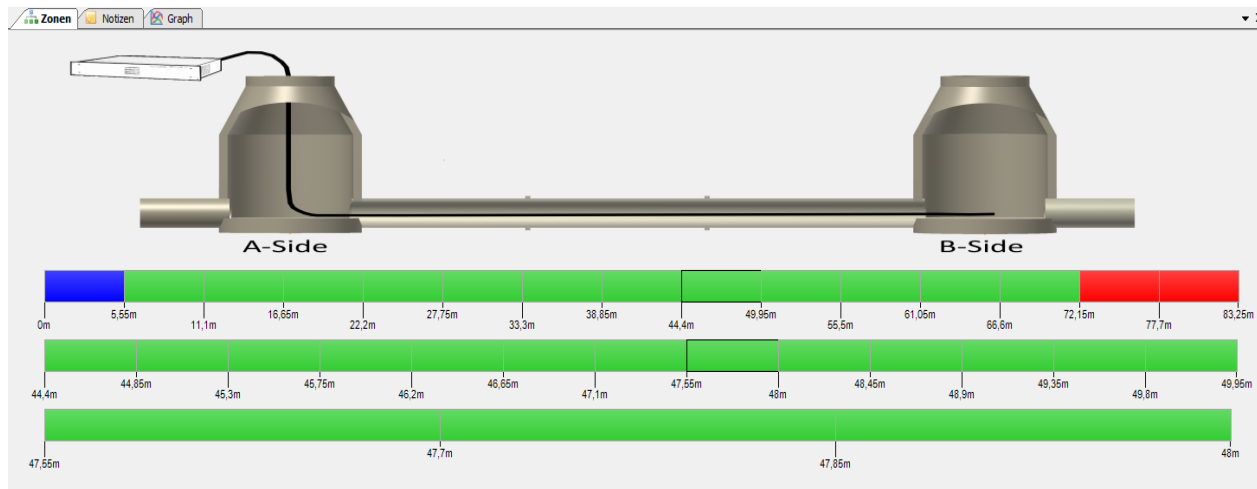 Zonen Notizen Graph
A-Side B-Side
0m 5,55m 11,1m 16,65m 22,2m 27,75m 33,3m 38,85m 44,4m 49,95m 55,5m 61,05m 66,6m 72,15m 77,7m 83,25m
44,4m 44,85m 45,3m 45,75m 46,2m 46,65m 47,1m 47,55m 48m 48,45m 48,9m 49,35m 49,8m 49,95m
47,55m 47,7m 47,85m 48m